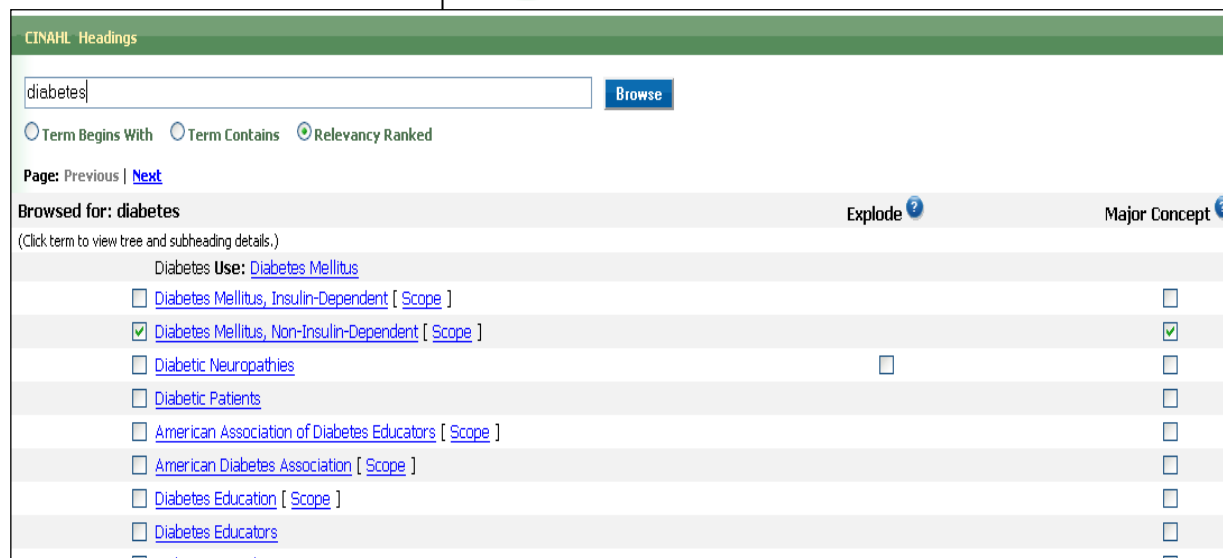 CINAHL Headings
diabetes
Browse
Term Begins With Term Contains Relevancy Ranked
Page: Previous | Next
Browsed for: diabetes Explode ? Major Concept ?
(Click term to view tree and subheading details.)
Diabetes Use: Diabetes Mellitus
Diabetes Mellitus, Insulin-Dependent [ Scope ]
Diabetes Mellitus, Non-Insulin-Dependent [ Scope ]
Diabetic Neuropathies
Diabetic Patients
American Association of Diabetes Educators [ Scope ]
American Diabetes Association [ Scope ]
Diabetes Education [ Scope ]
Diabetes Educators